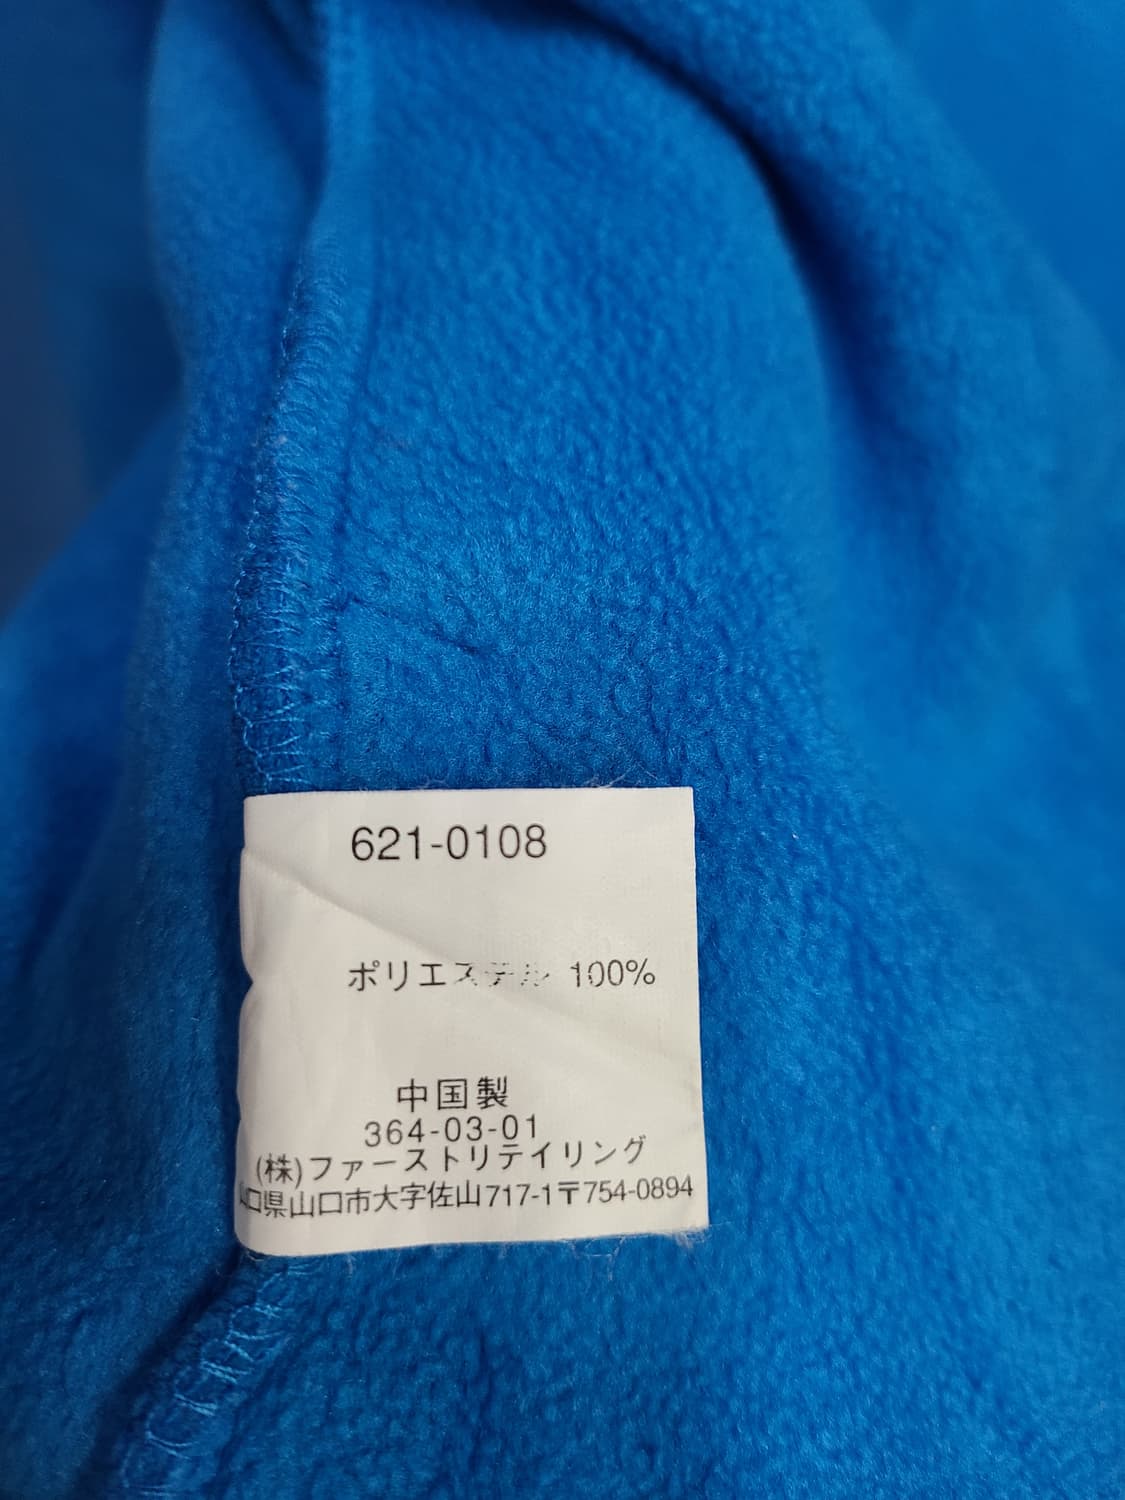 621-0108
ポリエステル 100%
中国製
364-03-01
(株)ファーストリテイリング
山口県山口市大字佐山717-1〒754-0894